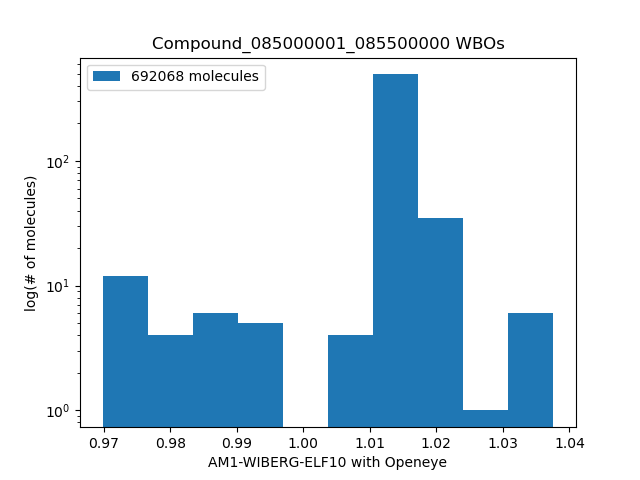 Compound_085000001_085500000 WBOs
692068 molecules
log(# of molecules)
10²
10¹
10⁰
0.97 0.98 0.99 1.00 1.01 1.02 1.03 1.04
AM1-WIBERG-ELF10 with Openeye